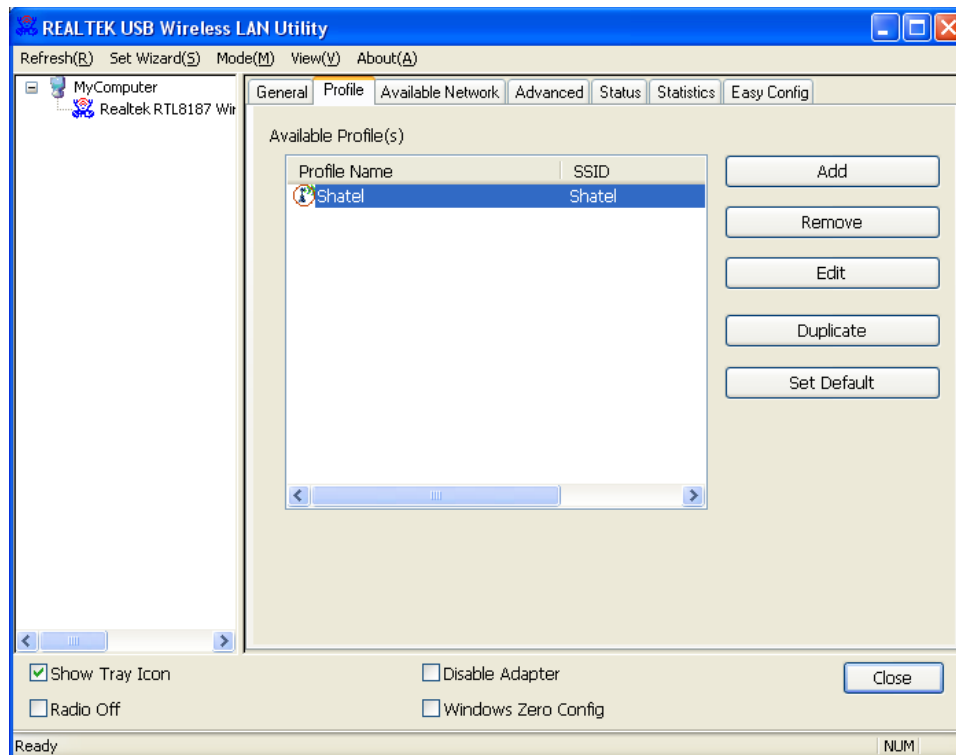 REALTEK USB Wireless LAN Utility
Refresh(R) Set Wizard(S) Mode(M) View(V) About(A)
MyComputer
Realtek RTL8187 Wir
General Profile Available Network Advanced Status Statistics Easy Config
Available Profile(s)
Profile Name SSID
Shatel Shatel
Add
Remove
Edit
Duplicate
Set Default
Show Tray Icon
Disable Adapter
Close
Radio Off
Windows Zero Config
Ready NUM